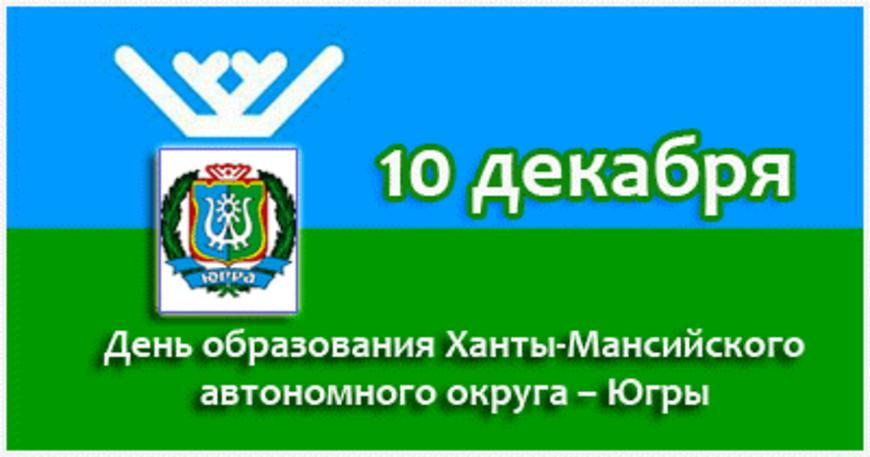 10 декабря
ЮГРА
День образования Ханты-Мансийского
автономного округа – Югры